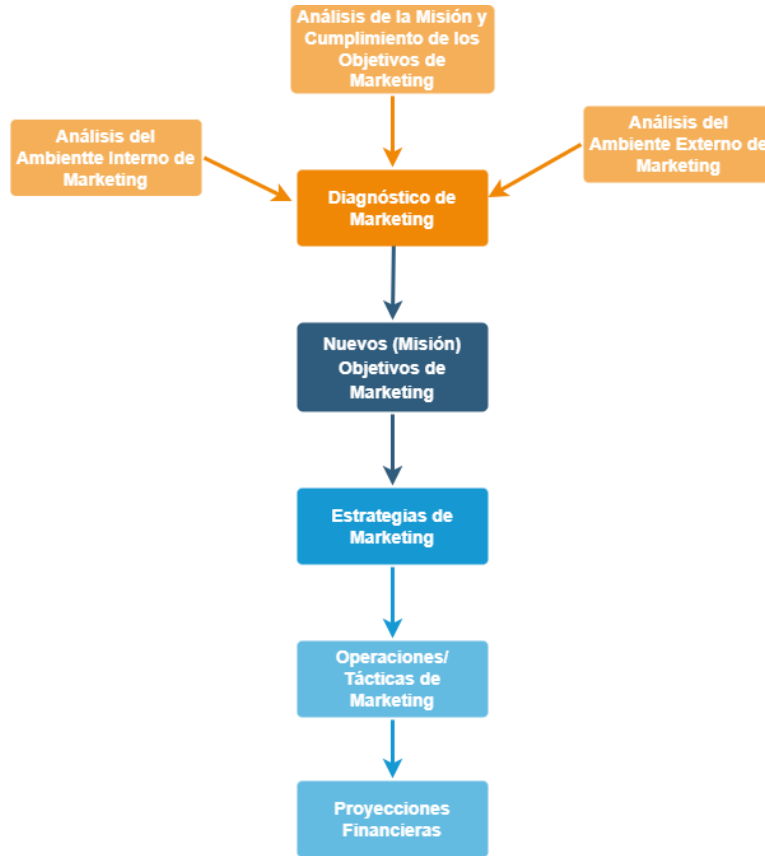 Análisis de la Misión y
Cumplimiento de los
Objetivos de
Marketing
Análisis del
Ambientte Interno de
Marketing
Análisis del
Ambiente Externo de
Marketing
Diagnóstico de
Marketing
Nuevos (Misión)
Objetivos de
Marketing
Estrategias de
Marketing
Operaciones/
Tácticas de
Marketing
Proyecciones
Financieras